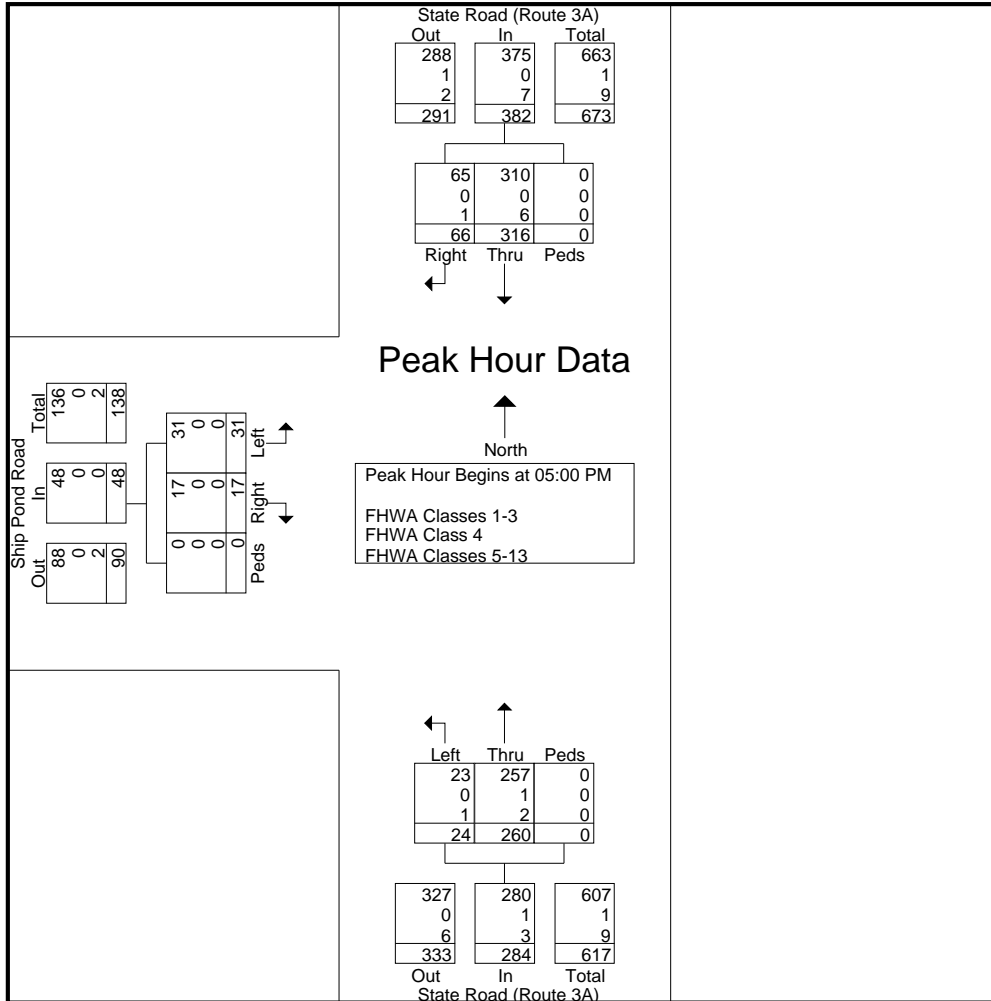 State Road (Route 3A)
Out In Total
288 375 663
1 0 1
2 7 9
291 382 673
65 310 0
0 0 0
1 6 0
66 316 0
Right Thru Peds
Peak Hour Data
North
Peak Hour Begins at 05:00 PM
FHWA Classes 1-3
FHWA Class 4
FHWA Classes 5-13
Ship Pond Road
Out In Total
88 48 136
0 0 0
2 0 2
90 48 138
0 17 31
0 0 0
0 0 0
0 17 31
Peds Right Left
Left Thru Peds
23 257 0
0 1 0
1 2 0
24 260 0
327 280 607
0 1 1
6 3 9
333 284 617
Out In Total
State Road (Route 3A)